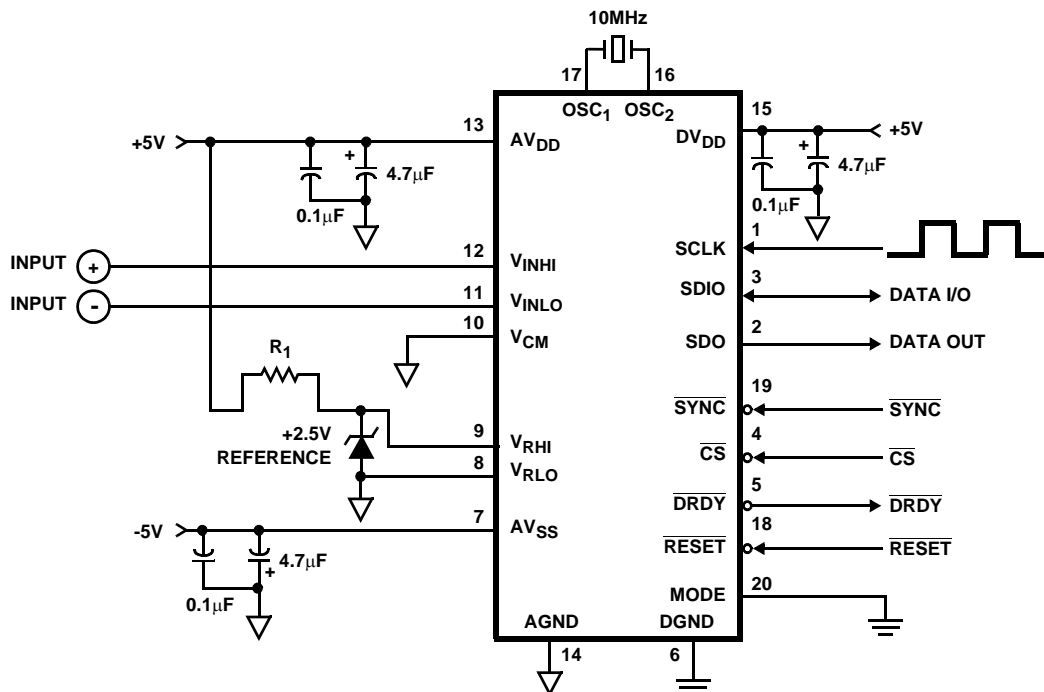 10MHz
17
16
OSC1
OSC2
+5V
13
AVDD
+
4.7μF
0.1μF
DVDD
15
+5V
+
4.7μF
0.1μF
INPUT +
12
VINHI
INPUT -
11
VINLO
10
VCM
R1
+2.5V
REFERENCE
9
VRHI
8
VRLO
-5V
7
AVSS
4.7μF
+
0.1μF
SCLK
1
SDIO
3
DATA I/O
SDO
2
DATA OUT
SYNC
19
SYNC
CS
4
CS
DRDY
5
DRDY
RESET
18
RESET
MODE
20
AGND
14
DGND
6